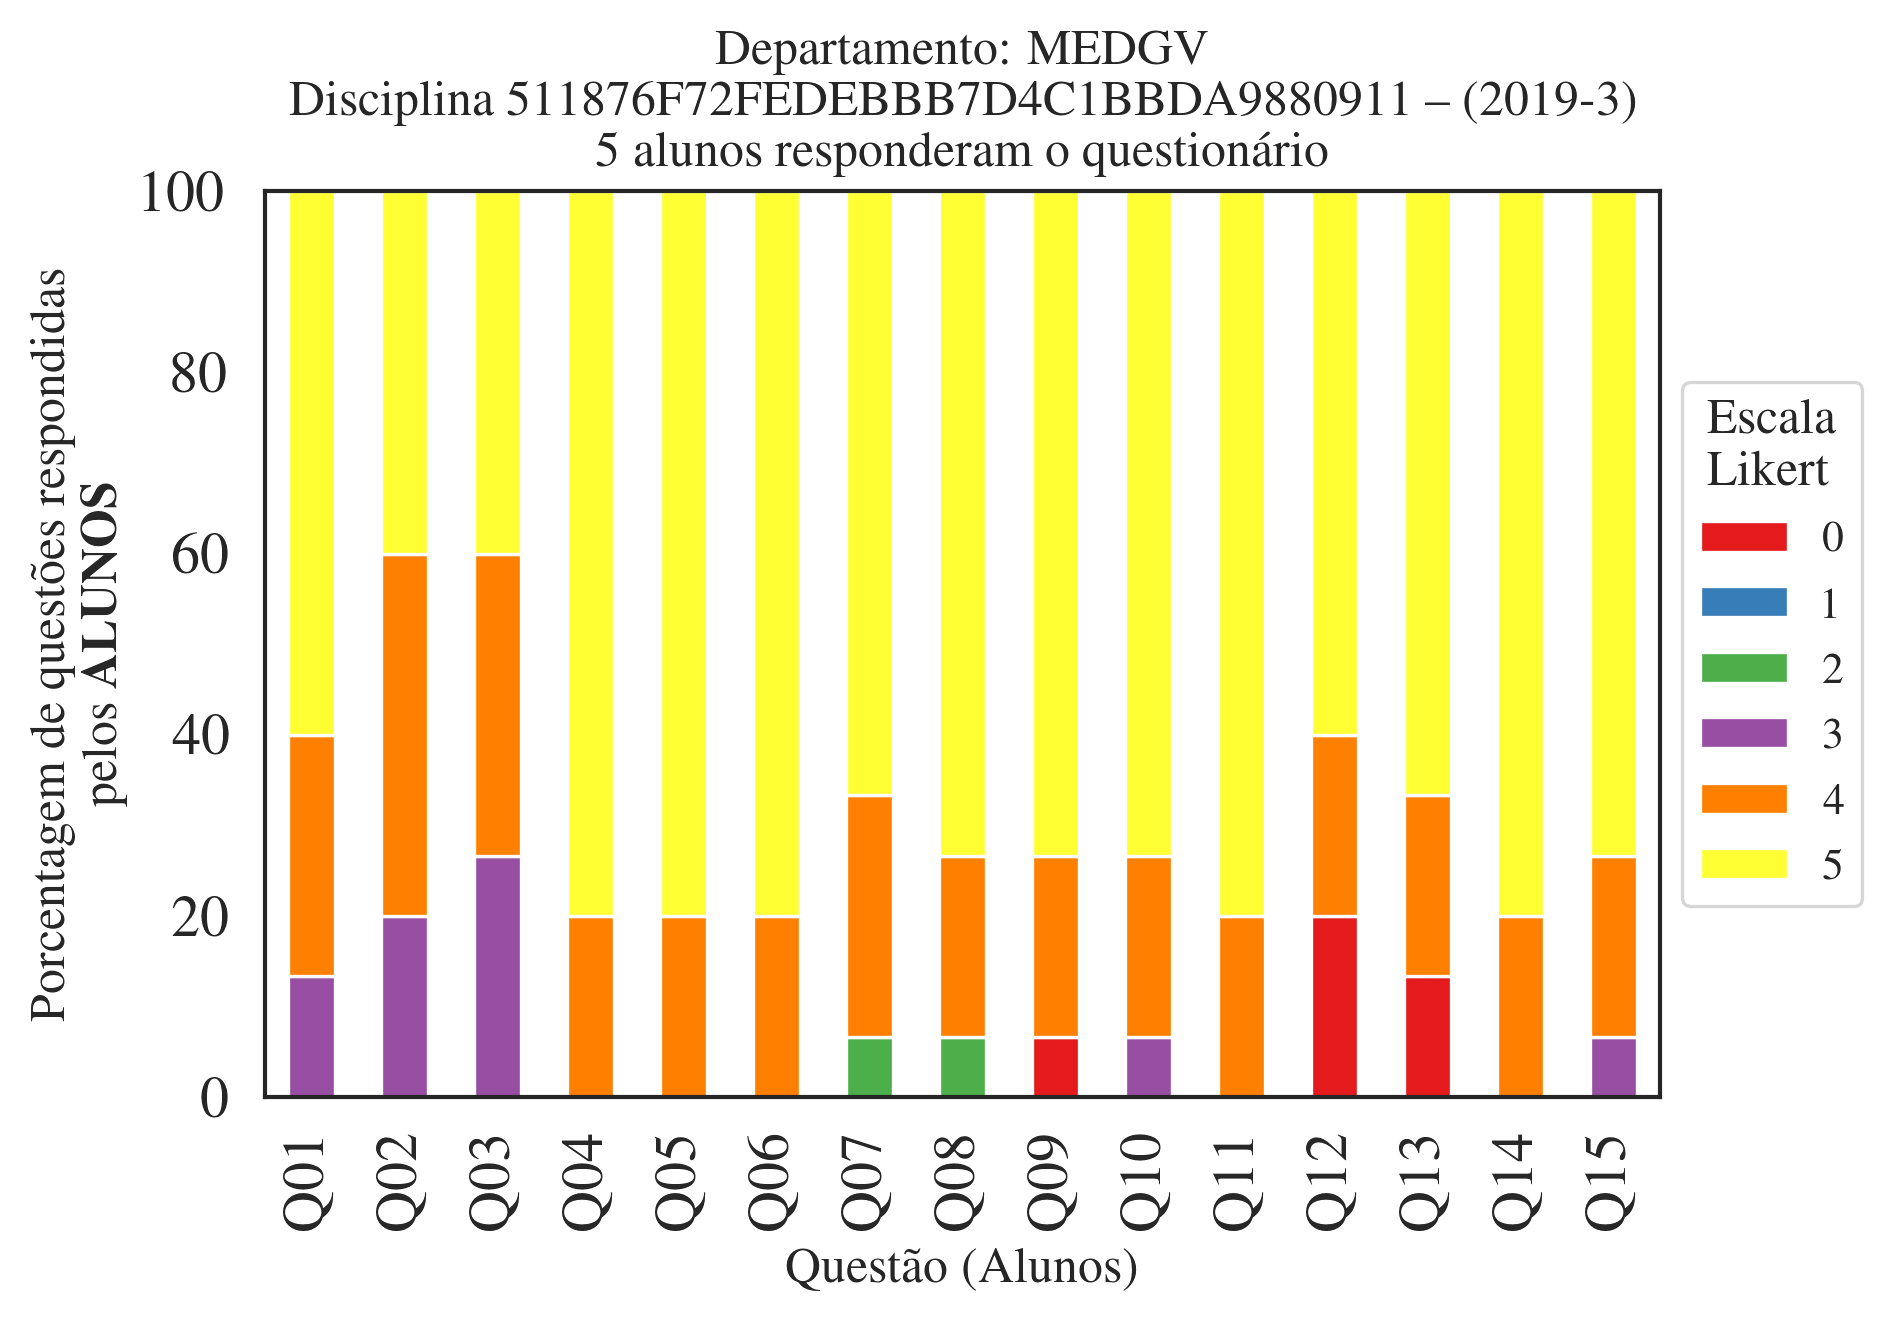 Departamento: MEDGV
Disciplina 511876F72FEDEBBB7D4C1BBDA9880911 – (2019-3)
5 alunos responderam o questionário
Porcentagem de questões respondidas
pelos ALUNOS
100
80
60
40
20
0
Q01
Q02
Q03
Q04
Q05
Q06
Q07
Q08
Q09
Q10
Q11
Q12
Q13
Q14
Q15
Questão (Alunos)
Escala
Likert
0
1
2
3
4
5